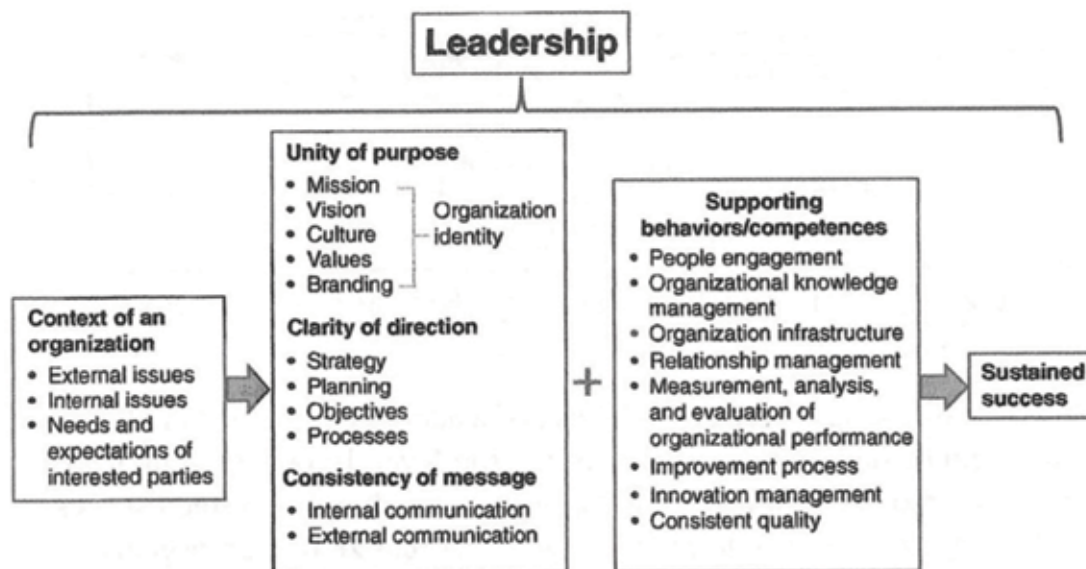 Leadership
Context of an
organization
• External issues
• Internal issues
• Needs and
expectations of
interested parties
Unity of purpose
• Mission
• Vision
• Culture
• Values
• Branding
Organization
identity
Clarity of direction
• Strategy
• Planning
• Objectives
• Processes
Consistency of message
• Internal communication
• External communication
+
Supporting
behaviors/competences
• People engagement
• Organizational knowledge
management
• Organization infrastructure
• Relationship management
• Measurement, analysis,
and evaluation of
organizational performance
• Improvement process
• Innovation management
• Consistent quality
Sustained
success